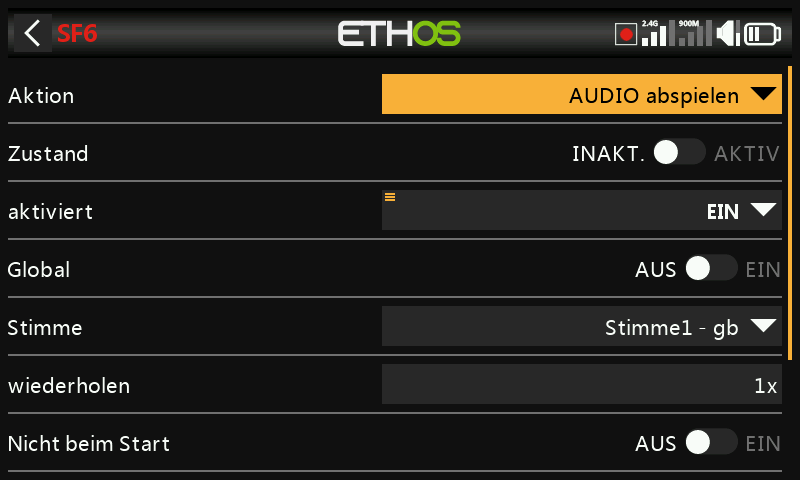 SF6 ETHOS 2.4G 900M
Aktion AUDIO abspielen
Zustand INAKT. AKTIV
aktiviert EIN
Global AUS EIN
Stimme Stimme1 - gb
wiederholen 1x
Nicht beim Start AUS EIN